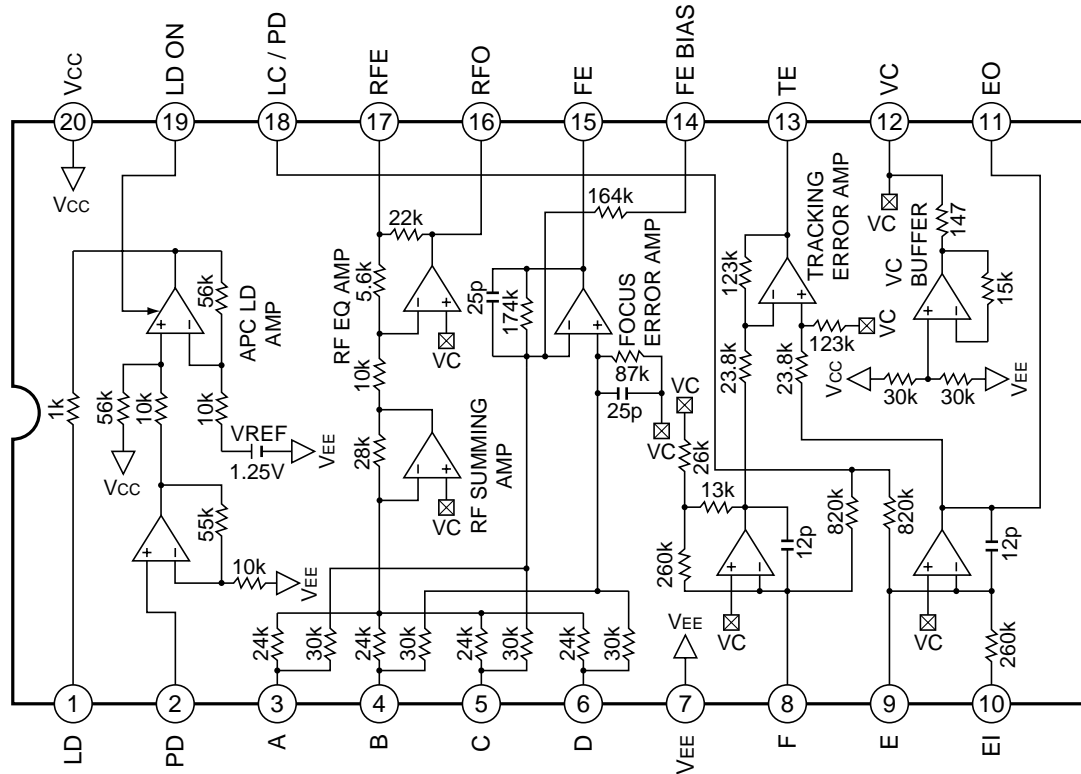 VCC
LD ON
LC / PD
RFE
RFO
FE
FE BIAS
TE
VC
EO
20
19
18
17
16
15
14
13
12
11
VCC
1k
56k
VCC
10k
56k
APC LD
AMP
10k
VREF
1.25V
VEE
55k
10k
VEE
22k
RF EQ AMP
5.6k
VC
10k
28k
RF SUMMING
AMP
VC
164k
25p
174k
FOCUS
ERROR AMP
87k
25p
VC
VC
26k
13k
260k
123k
TRACKING
ERROR AMP
123k
VC
23.8k
23.8k
VC
VC
BUFFER
147
15k
VCC
30k
30k
VEE
12p
820k
820k
12p
VC
VC
260k
24k
30k
24k
30k
24k
30k
24k
30k
VEE
1
2
3
4
5
6
7
8
9
10
LD
PD
A
B
C
D
VEE
F
E
EI